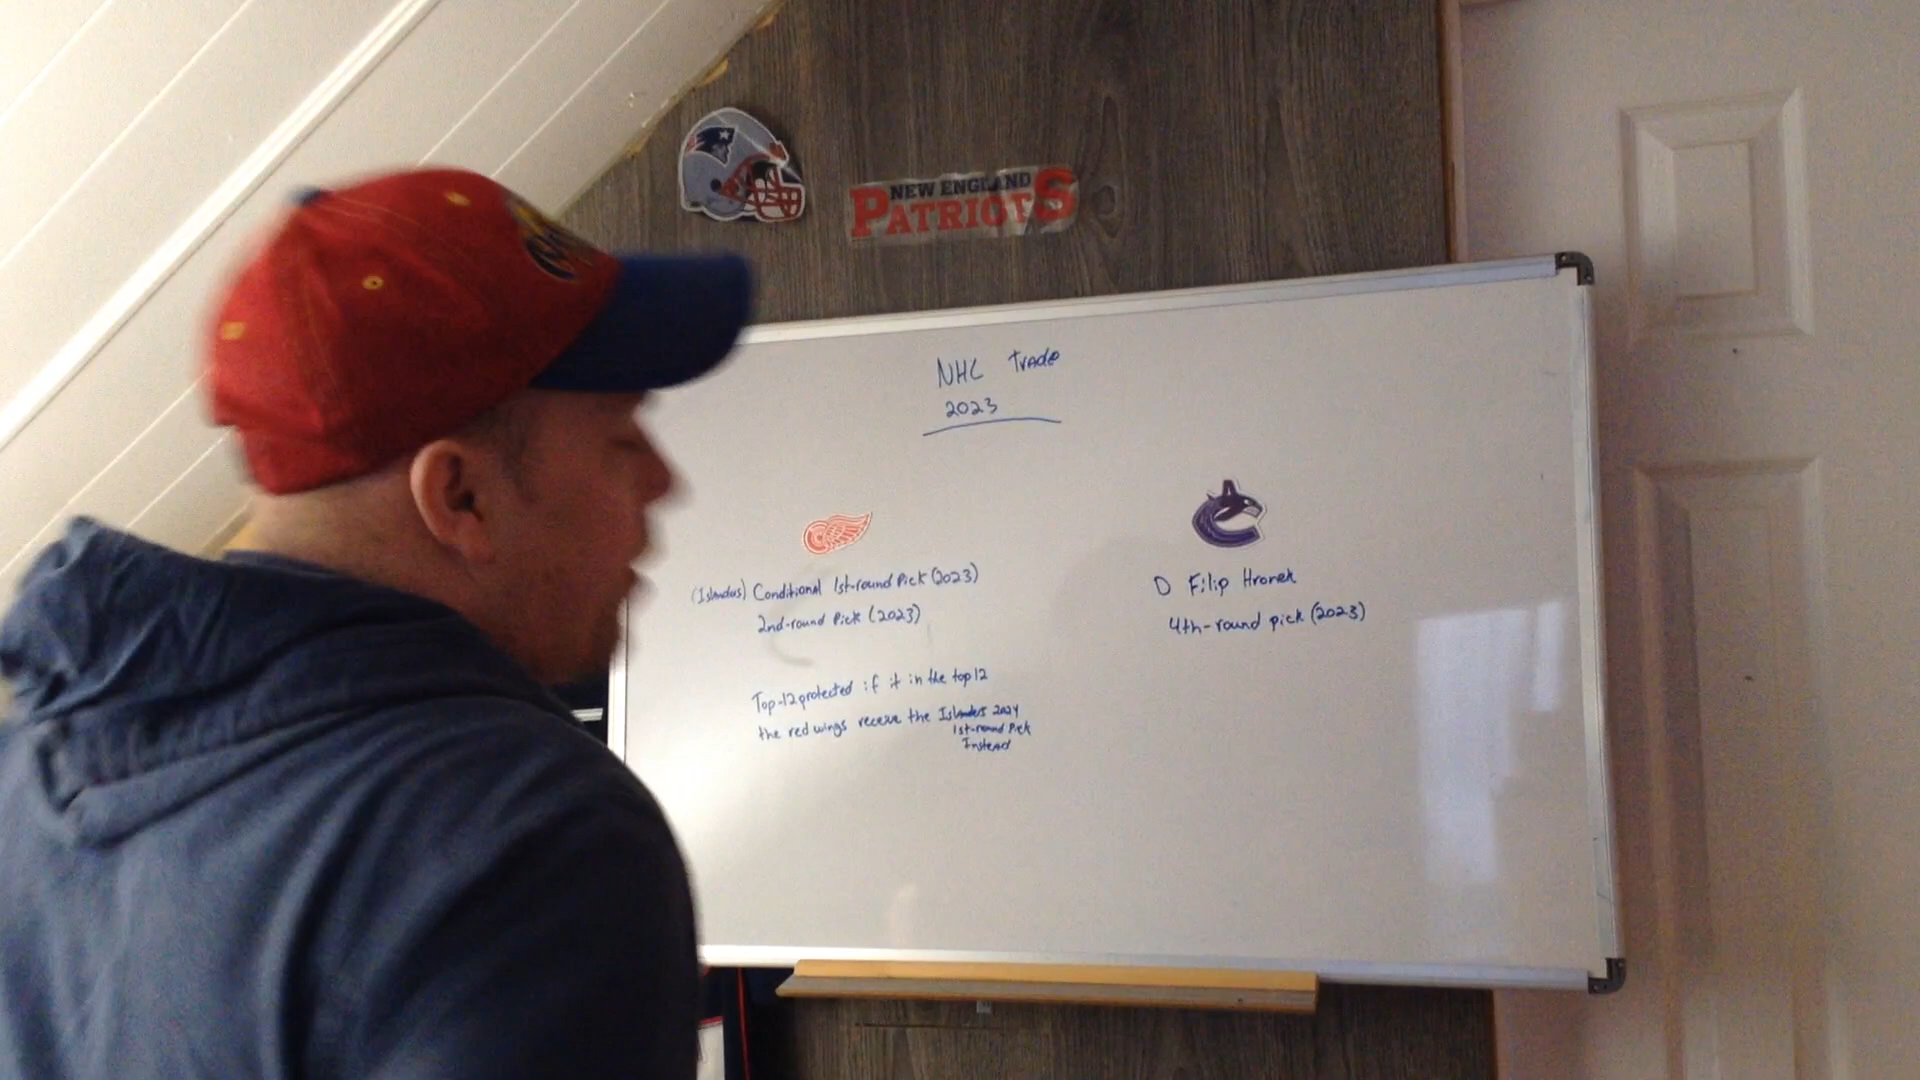 NEW ENGLAND
PATRIOTS
NHL Trade
2023
(Islanders) Conditional 1st-round Pick (2023)
2nd-round Pick (2023)
Top-12 protected if it in the top 12
the red wings receive the Islanders 2024
1st-round Pick
Instead
D Filip Hronek
4th-round pick (2023)